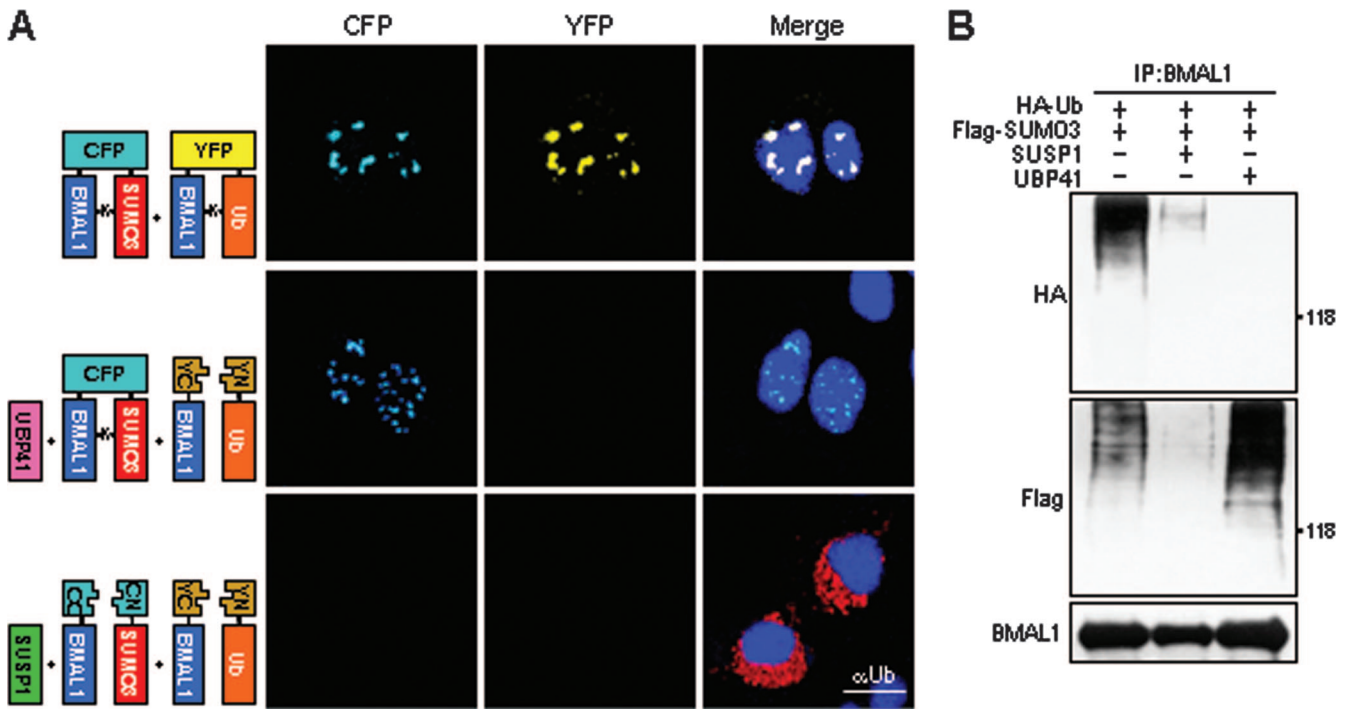 A
CFP YFP Merge
CFP YFP
BMAL1 SUMO3 + BMAL1 Ub
CFP YC YN
UBP41 + BMAL1 SUMO3 + BMAL1 Ub
CC CN YC YN
SUSP1 + BMAL1 SUMO3 + BMAL1 Ub
αUb
B
IP:BMAL1
HA-Ub + + +
Flag-SUMO3 + + +
SUSP1 - + -
UBP41 - - +
HA
118
Flag
118
BMAL1